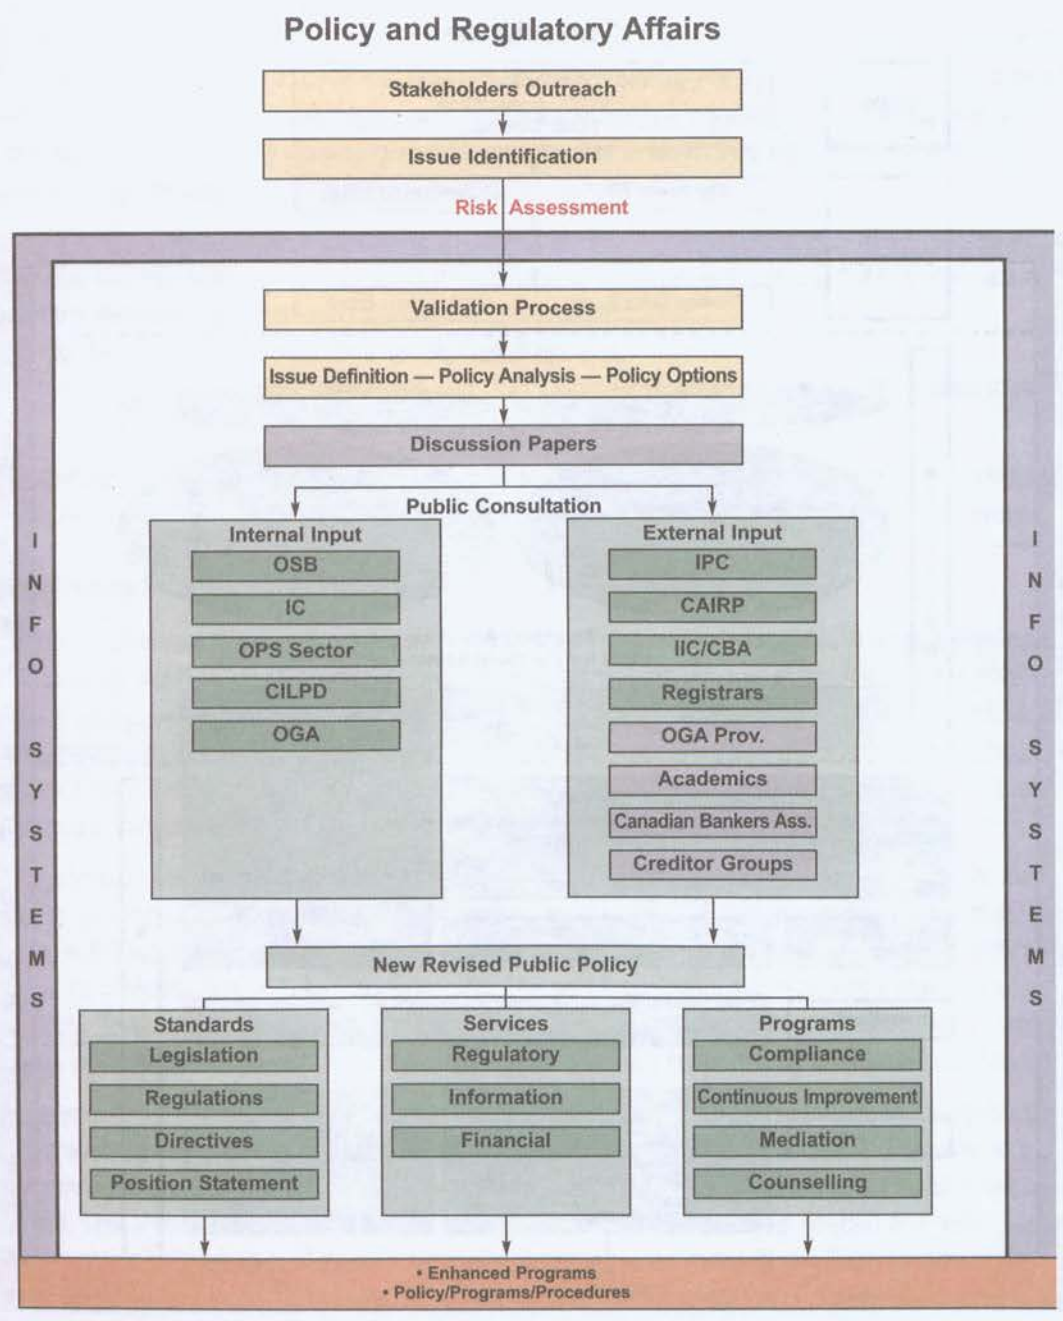 Policy and Regulatory Affairs
Stakeholders Outreach
Issue Identification
Risk Assessment
Validation Process
Issue Definition — Policy Analysis — Policy Options
Discussion Papers
Public Consultation
Internal Input
OSB
IC
OPS Sector
CILPD
OGA
External Input
IPC
CAIRP
IIC/CBA
Registrars
OGA Prov.
Academics
Canadian Bankers Ass.
Creditor Groups
INFO SYSTEMS
INFO SYSTEMS
New Revised Public Policy
Standards
Legislation
Regulations
Directives
Position Statement
Services
Regulatory
Information
Financial
Programs
Compliance
Continuous Improvement
Mediation
Counselling
• Enhanced Programs
• Policy/Programs/Procedures